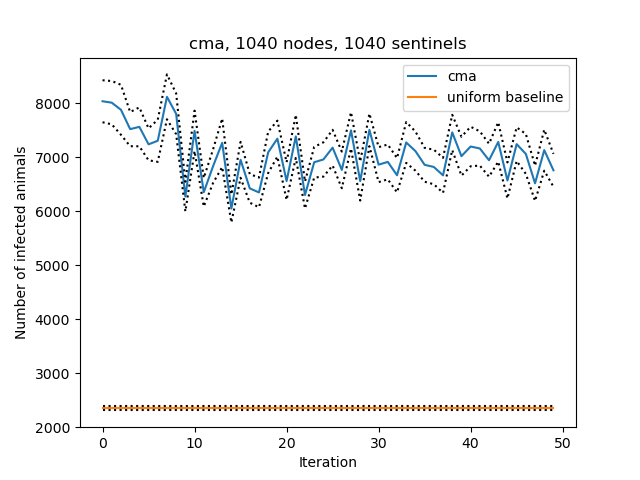 cma, 1040 nodes, 1040 sentinels
cma
uniform baseline
Number of infected animals
8000
7000
6000
5000
4000
3000
2000
0 10 20 30 40 50
Iteration